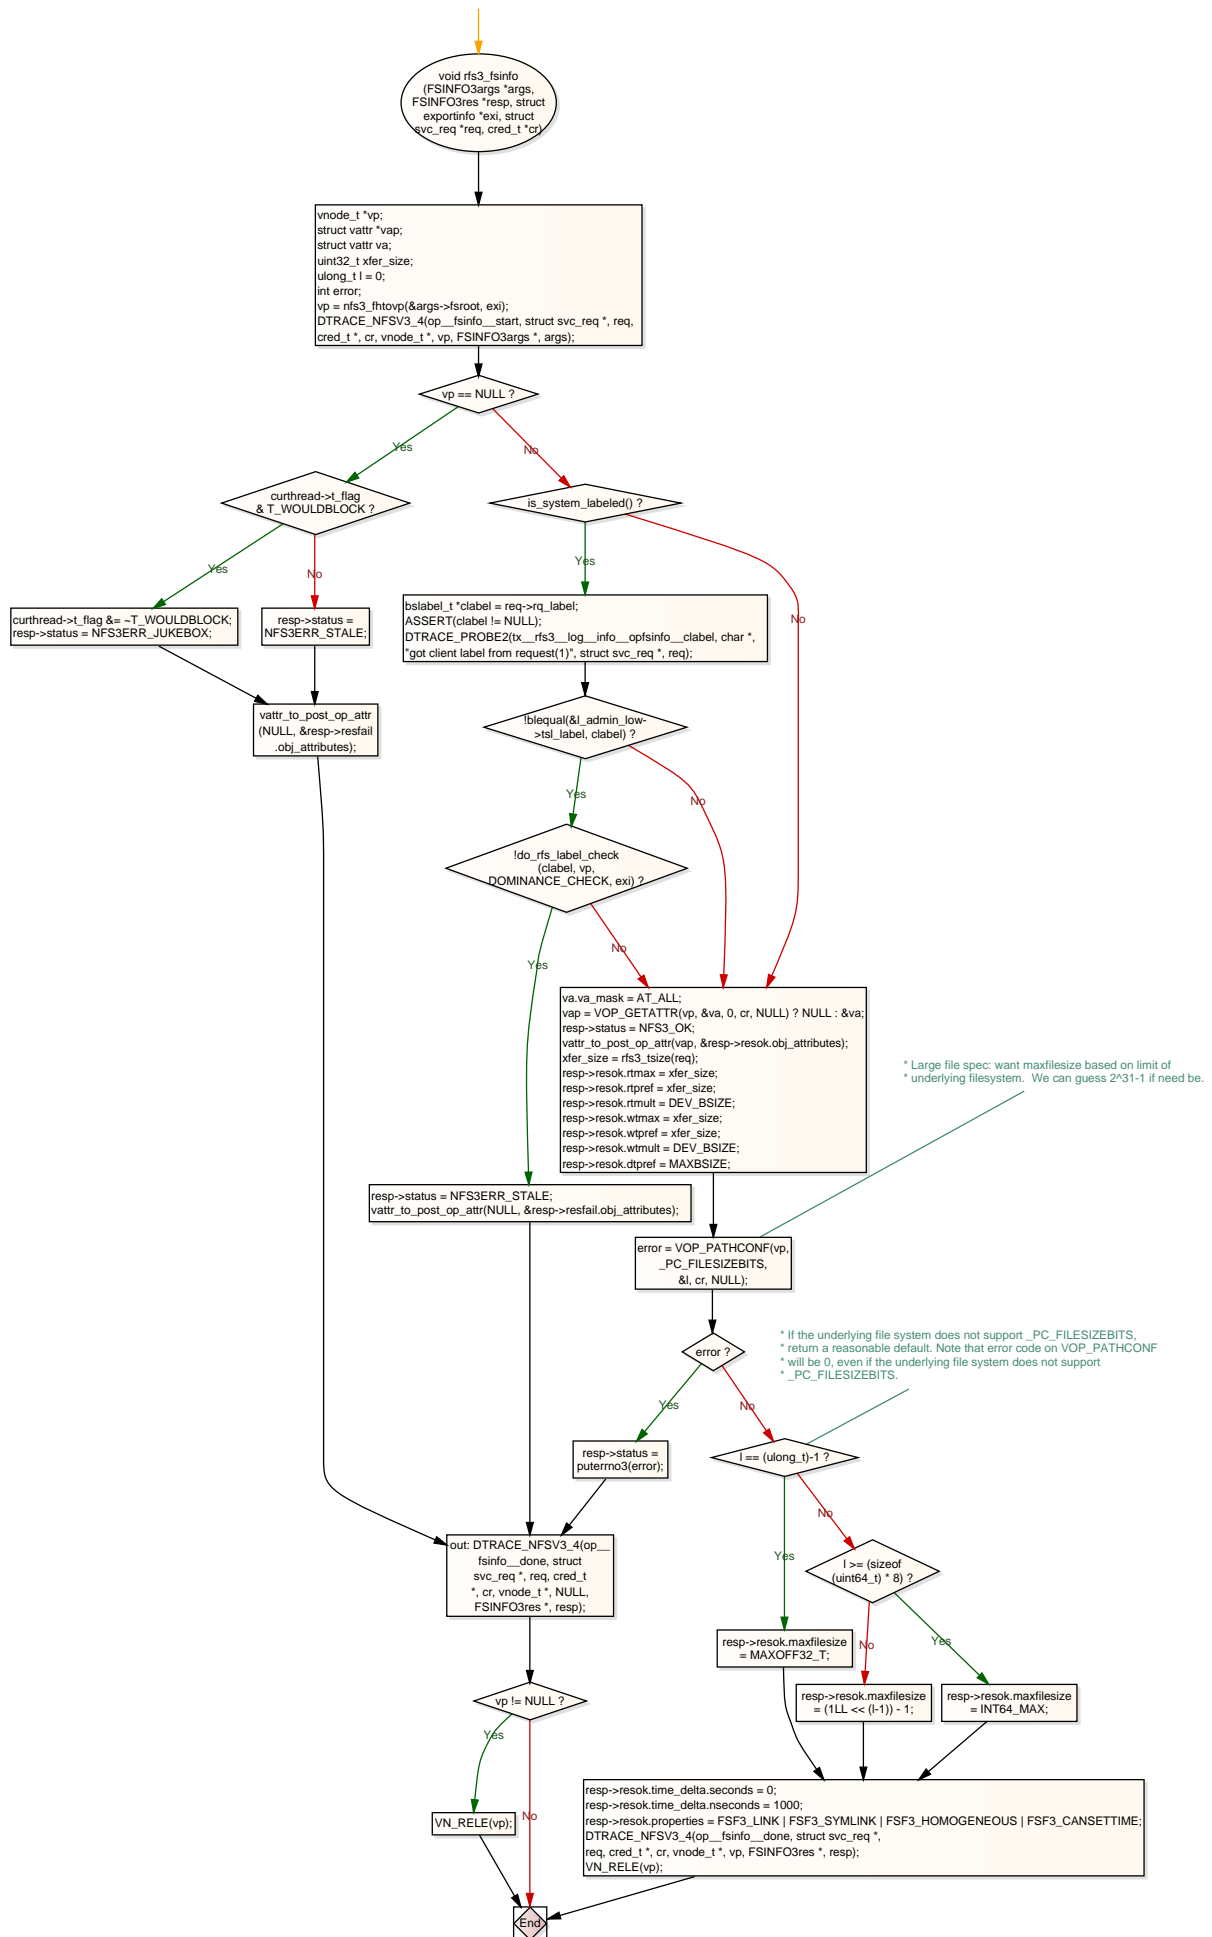 void rfs3_fsinfo
(FSINFO3args *args,
FSINFO3res *resp, struct
exportinfo *exi, struct
svc_req *req, cred_t *cr)
vnode_t *vp;
struct vattr *vap;
struct vattr va;
uint32_t xfer_size;
ulong_t l = 0;
int error;
vp = nfs3_fhtovp(&args->fsroot, exi);
DTRACE_NFSV3_4(op__fsinfo__start, struct svc_req *, req,
cred_t *, cr, vnode_t *, vp, FSINFO3args *, args);
vp == NULL ?
Yes
No
curthread->t_flag
& T_WOULDBLOCK ?
is_system_labeled() ?
Yes
No
Yes
No
curthread->t_flag &= ~T_WOULDBLOCK;
resp->status = NFS3ERR_JUKEBOX;
resp->status =
NFS3ERR_STALE;
bslabel_t *clabel = req->rq_label;
ASSERT(clabel != NULL);
DTRACE_PROBE2(tx__rfs3__log__info__opfsinfo__clabel, char *,
"got client label from request(1)", struct svc_req *, req);
vattr_to_post_op_attr
(NULL, &resp->resfail
.obj_attributes);
!blequal(&l_admin_low-
>tsl_label, clabel) ?
Yes
No
!do_rfs_label_check
(clabel, vp,
DOMINANCE_CHECK, exi) ?
Yes
No
va.va_mask = AT_ALL;
vap = VOP_GETATTR(vp, &va, 0, cr, NULL) ? NULL : &va;
resp->status = NFS3_OK;
vattr_to_post_op_attr(vap, &resp->resok.obj_attributes);
xfer_size = rfs3_tsize(req);
resp->resok.rtmax = xfer_size;
resp->resok.rtpref = xfer_size;
resp->resok.rtmult = DEV_BSIZE;
resp->resok.wtmax = xfer_size;
resp->resok.wtpref = xfer_size;
resp->resok.wtmult = DEV_BSIZE;
resp->resok.dtpref = MAXBSIZE;
* Large file spec: want maxfilesize based on limit of
* underlying filesystem.  We can guess 2^31-1 if need be.
resp->status = NFS3ERR_STALE;
vattr_to_post_op_attr(NULL, &resp->resfail.obj_attributes);
error = VOP_PATHCONF(vp,
_PC_FILESIZEBITS,
&l, cr, NULL);
error ?
* If the underlying file system does not support _PC_FILESIZEBITS,
* return a reasonable default. Note that error code on VOP_PATHCONF
* will be 0, even if the underlying file system does not support
* _PC_FILESIZEBITS.
Yes
No
resp->status =
puterrno3(error);
l == (ulong_t)-1 ?
Yes
No
out: DTRACE_NFSV3_4(op__
fsinfo__done, struct
svc_req *, req, cred_t
*, cr, vnode_t *, NULL,
FSINFO3res *, resp);
l >= (sizeof
(uint64_t) * 8) ?
No
Yes
resp->resok.maxfilesize
= MAXOFF32_T;
resp->resok.maxfilesize
= (1LL << (l-1)) - 1;
resp->resok.maxfilesize
= INT64_MAX;
vp != NULL ?
Yes
No
VN_RELE(vp);
resp->resok.time_delta.seconds = 0;
resp->resok.time_delta.nseconds = 1000;
resp->resok.properties = FSF3_LINK | FSF3_SYMLINK | FSF3_HOMOGENEOUS | FSF3_CANSETTIME;
DTRACE_NFSV3_4(op__fsinfo__done, struct svc_req *,
req, cred_t *, cr, vnode_t *, vp, FSINFO3res *, resp);
VN_RELE(vp);
End